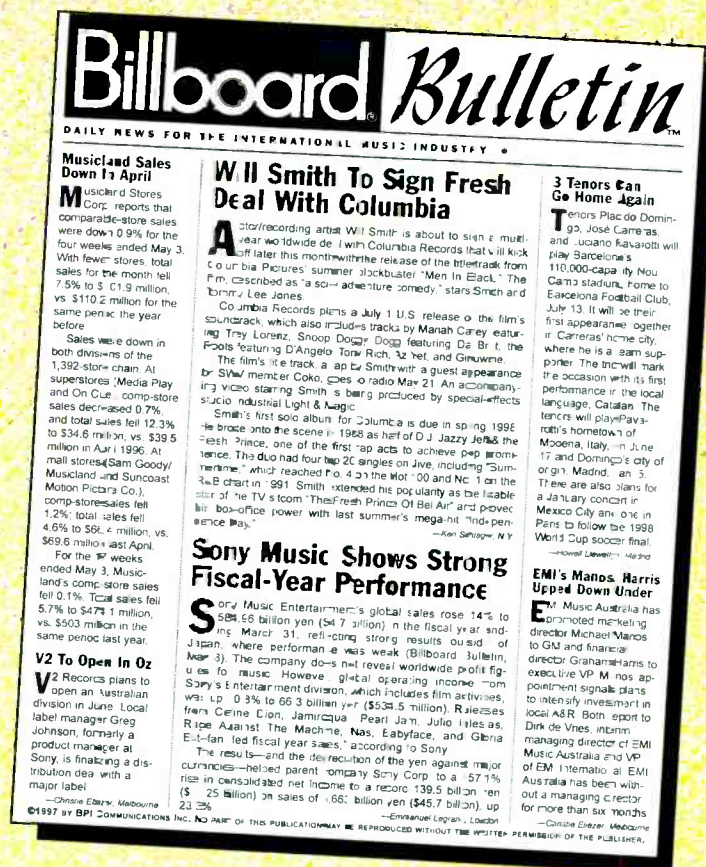 Billboard® Bulletin™
DAILY NEWS FOR THE INTERNATIONAL MUSIC INDUSTRY •
Musicland Sales
Down In April
Musicland Stores
Corp. reports that
comparable-store sales
were down 0.9% for the
four weeks ended May 3.
With fewer stores, total
sales for the month fell
7.5% to $ 01.9 million,
vs. $110.2 million for the
same period the year
before
Sales were down in
both divisions of the
1,392-store chain. At
superstores (Media Play
and On Cue), comp-store
sales decreased 0.7%,
and total sales fell 12.3%
to $34.6 million, vs. $39.5
million in April 1996. At
mall stores (Sam Goody/
Musicland and Suncoast
Motion Picture Co.),
comp-store sales fell
1.2%; total sales fell
4.6% to million, vs.
$69.6 million last April.
For the weeks
ended May 3, Music-
land's comp-store sales
fell 0.1%. Total sales fell
5.7% to million,
vs. $503 million in the
same period last year.
V2 To Open In Oz
V2 Records plans to
open an Australian
division in June. Local
label manager Greg
Johnson, formerly a
product manager at
Sony, is finalizing a dis-
tribution deal with a
major label
—Christie Eliezer, Melbourne
Will Smith To Sign Fresh
Deal With Columbia
Actor/recording artist Will Smith is about to sign a multi-
year worldwide deal with Columbia Records that will kick
off later this month with the release of the title track from
Columbia Pictures' summer blockbuster "Men In Black." The
film, described as "a sci-fi adventure comedy," stars Smith and
Tommy Lee Jones.
Columbia Records plans a July 1 U.S. release of the film's
soundtrack, which also includes tracks by Mariah Carey featur-
ing Trey Lorenz, Snoop Doggy Dogg featuring Da Brat, the
Roots featuring D'Angelo, Tony Rich, Az Yet, and Ginuwine.
The film's title track, a rap by Smith with a guest appearance
by SWV member Coko, goes to radio May 21. An accompany-
ing video starring Smith is being produced by special-effects
studio Industrial Light & Magic.
Smith's first solo album for Columbia is due in spring 1998.
He broke onto the scene in 1988 as half of D.J. Jazzy Jeff & the
Fresh Prince, one of the first rap acts to achieve pop promi-
nence. The duo had four top 20 singles on Jive, including "Sum-
mertime," which reached No. 4 on the Hot 100 and No. 1 on the
R&B chart in 1991. Smith extended his popularity as the likable
star of the TV sitcom "The Fresh Prince Of Bel Air" and proved
his box-office power with last summer's mega-hit "Indepen-
dence Day."
—Ken Schlager, N.Y.
Sony Music Shows Strong
Fiscal-Year Performance
Sony Music Entertainment's global sales rose 14% to
584.96 billion yen ($4.7 billion) in the fiscal year end-
ing March 31, reflecting strong results outside of
Japan, where performance was weak (Billboard Bulletin,
May 8). The company does not reveal worldwide profit fig-
ures for music. However, global operating income from
Sony's Entertainment division, which includes film activities,
was up 0.3% to 66.3 billion yen ($534.5 million). Releases
from Celine Dion, Jamiroquai, Pearl Jam, Julio Iglesias,
Rage Against The Machine, Nas, Babyface, and Gloria
Estefan led fiscal year sales," according to Sony
The results—and the depreciation of the yen against major
currencies—helped parent company Sony Corp. to a 157.1%
rise in consolidated net income to a record 139.5 billion yen
($ 25 billion) on sales of 5.663 billion yen ($45.7 billion), up
23.3%
—Emmanuel Legrand, London
3 Tenors Can
Go Home Again
Tenors Placido Domin-
go, José Carreras,
and Luciano Pavarotti will
play Barcelona's
110,000-capacity Nou
Camp stadium, home to
Barcelona Football Club,
July 13. It will be their
first appearance together
in Carreras' home city,
where he is a team sup-
porter. The trio will mark
the occasion with its first
performance in the local
language, Catalan. The
tenors will play Pava-
rotti's hometown of
Modena, Italy, on June
17 and Domingo's city of
origin, Madrid,
There are also plans for
a January concert in
Mexico City and one in
Paris to follow the 1998
World Cup soccer final.
—Howell Llewellyn, Madrid
EMI's Manos, Harris
Upped Down Under
EMI Music Australia has
promoted marketing
director Michael Manos
to GM and financial
director Graham Harris to
executive VP. Manos ap-
pointment signals plans
to intensify investment in
local A&R. Both report to
Dirk de Vries, interim
managing director of EMI
Music Australia and VP
of EMI International. EMI
Australia has been with-
out a managing director
for more than six months
—Christie Eliezer, Melbourne
©1997 BY BPI COMMUNICATIONS INC. NO PART OF THIS PUBLICATION MAY BE REPRODUCED WITHOUT THE WRITTEN PERMISSION OF THE PUBLISHER.